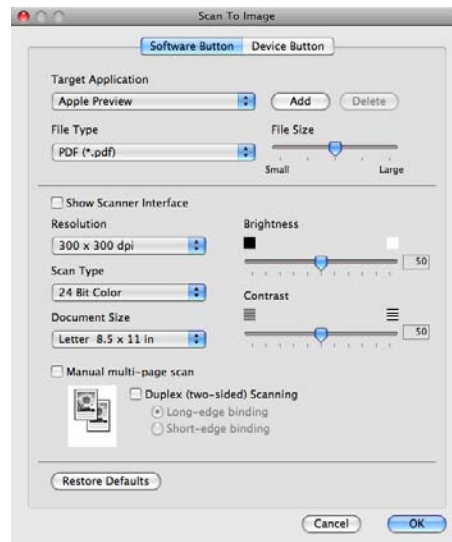 Scan To Image
Software Button Device Button
Target Application
Apple Preview Add Delete
File Type File Size
PDF (*.pdf)
Small Large
Show Scanner Interface
Resolution Brightness
300 x 300 dpi
50
Scan Type
24 Bit Color Contrast
Document Size
Letter 8.5 x 11 in 50
Manual multi-page scan
Duplex (two-sided) Scanning
Long-edge binding
Short-edge binding
Restore Defaults
Cancel OK